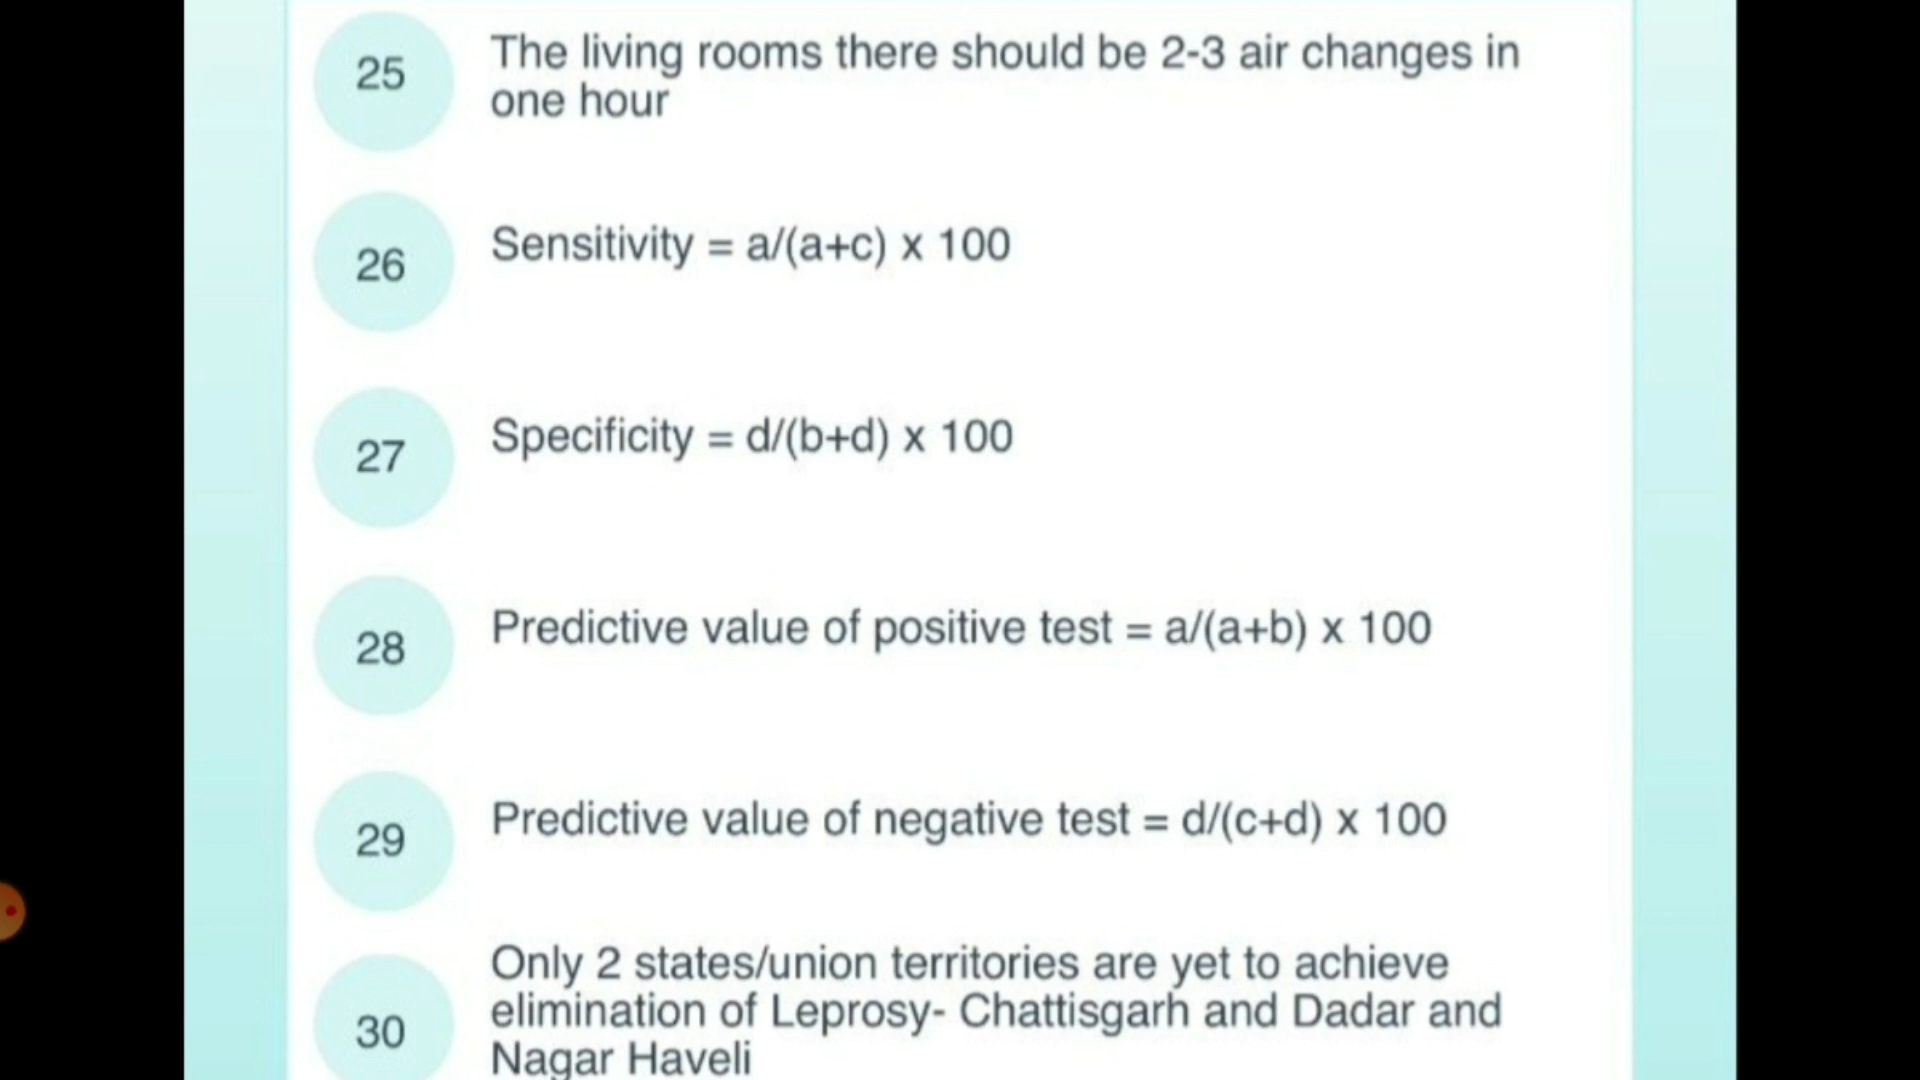 25
The living rooms there should be 2-3 air changes in
one hour
26
Sensitivity = a/(a+c) x 100
27
Specificity = d/(b+d) x 100
28
Predictive value of positive test = a/(a+b) x 100
29
Predictive value of negative test = d/(c+d) x 100
30
Only 2 states/union territories are yet to achieve
elimination of Leprosy- Chattisgarh and Dadar and
Nagar Haveli